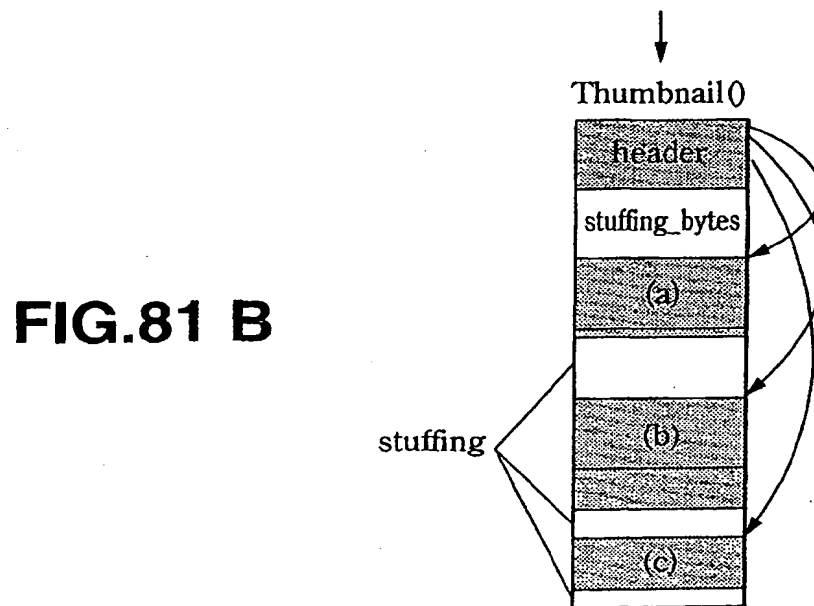 Thumbnail()
header
stuffing_bytes
(a)
FIG.81 B
(b)
stuffing
(c)